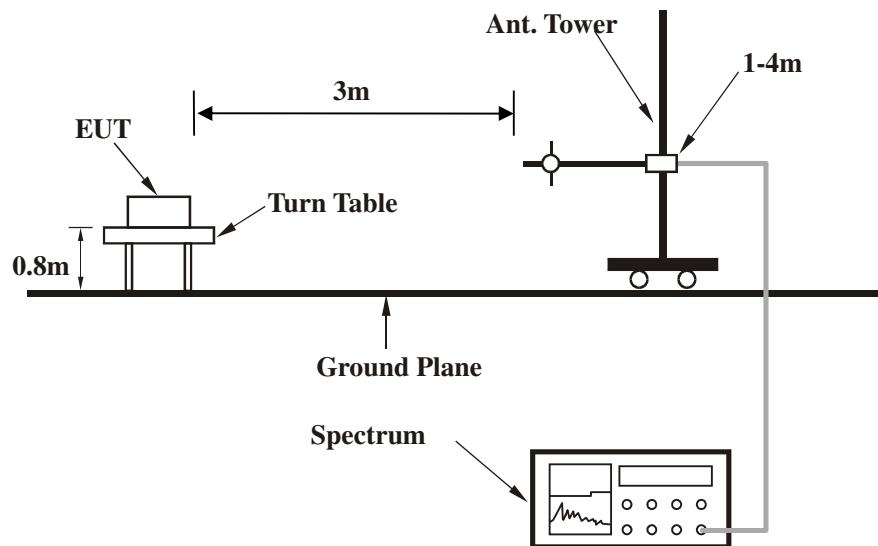 Ant. Tower
1-4m
3m
EUT
Turn Table
0.8m
Ground Plane
Spectrum